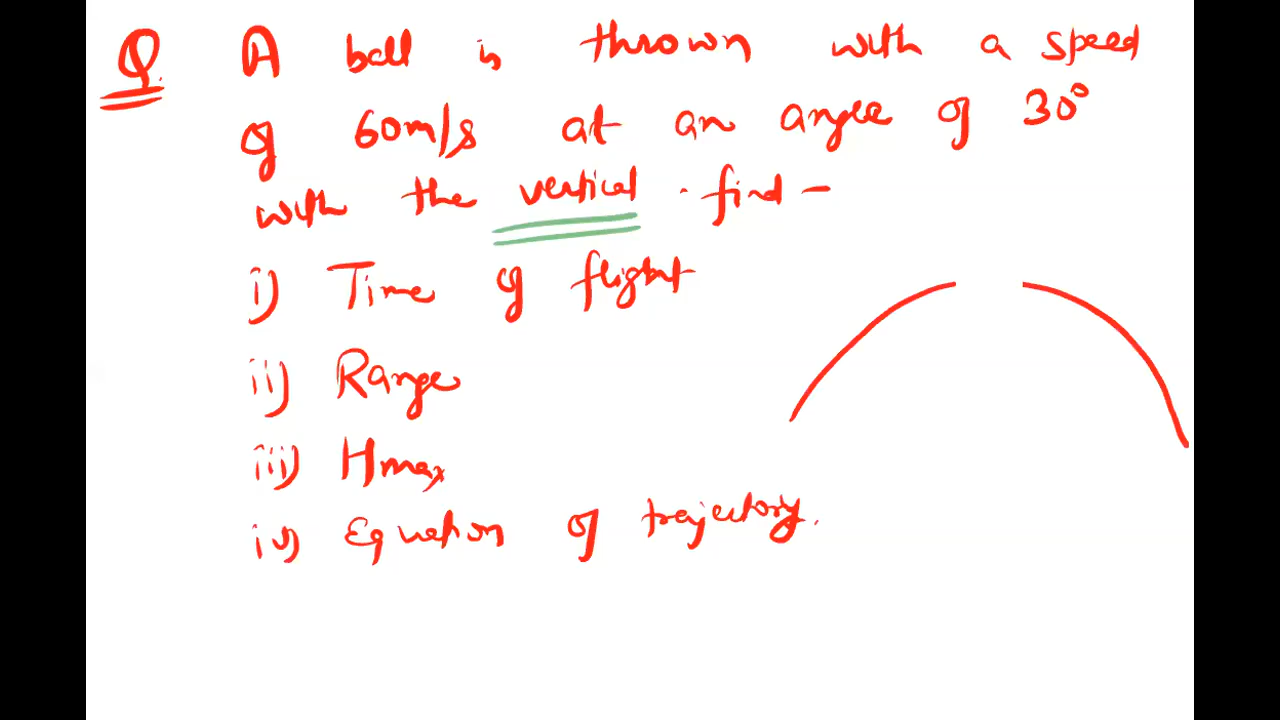 Q. A ball is thrown with a speed
of 60m/s at an angle of 30°
with the vertical . find -
i) Time of flight
ii) Range
iii) Hmax
iv) Equation of trajectory.